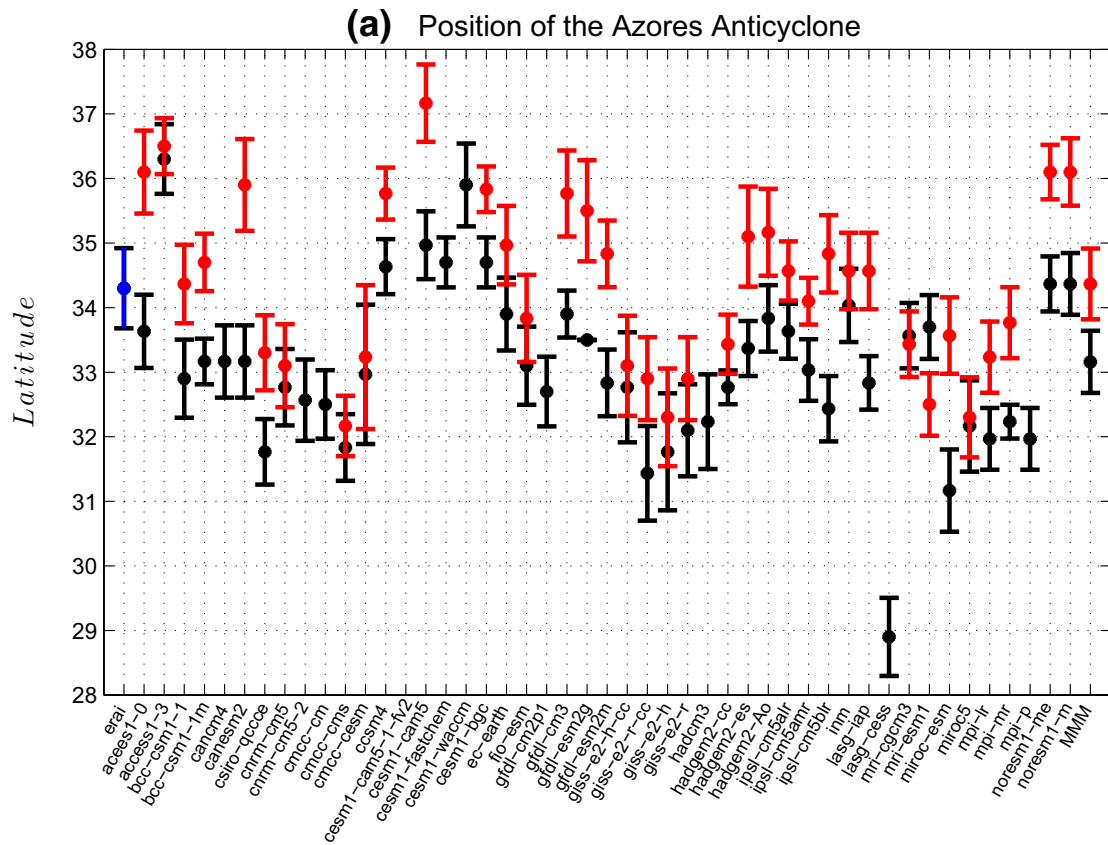 (a) Position of the Azores Anticyclone
Latitude
38
37
36
35
34
33
32
31
30
29
28
erai
acees1-0
access1-3
bcc-csm1-1
bcc-csm1-1m
cancm4
canesm2
csiro-qccce
cnrm-cm5
cnrm-cm5-2
cmcc-cm
cmcc-cms
cmcc-cesm
ccsm4
cesm1-cam5-1-fv2
cesm1-cam5
cesm1-fastchem
cesm1-waccm
cesm1-bgc
ec-earth
fio-esm
gfdl-cm2p1
gfdl-cm3
gfdl-esm2g
gfdl-esm2m
giss-e2-h-cc
giss-e2-r-cc
giss-e2-h
giss-e2-r
hadcm3
hadgem2-cc
hadgem2-es
hadgem2-Ao
ipsl-cm5alr
ipsl-cm5amr
ipsl-cm5blr
inm
lasg-iap
lasg-cess
mri-cgcm3
mri-esm1
miroc-esm
miroc5
mpi-lr
mpi-mr
mpi-p
noresm1-me
noresm1-m
MMM